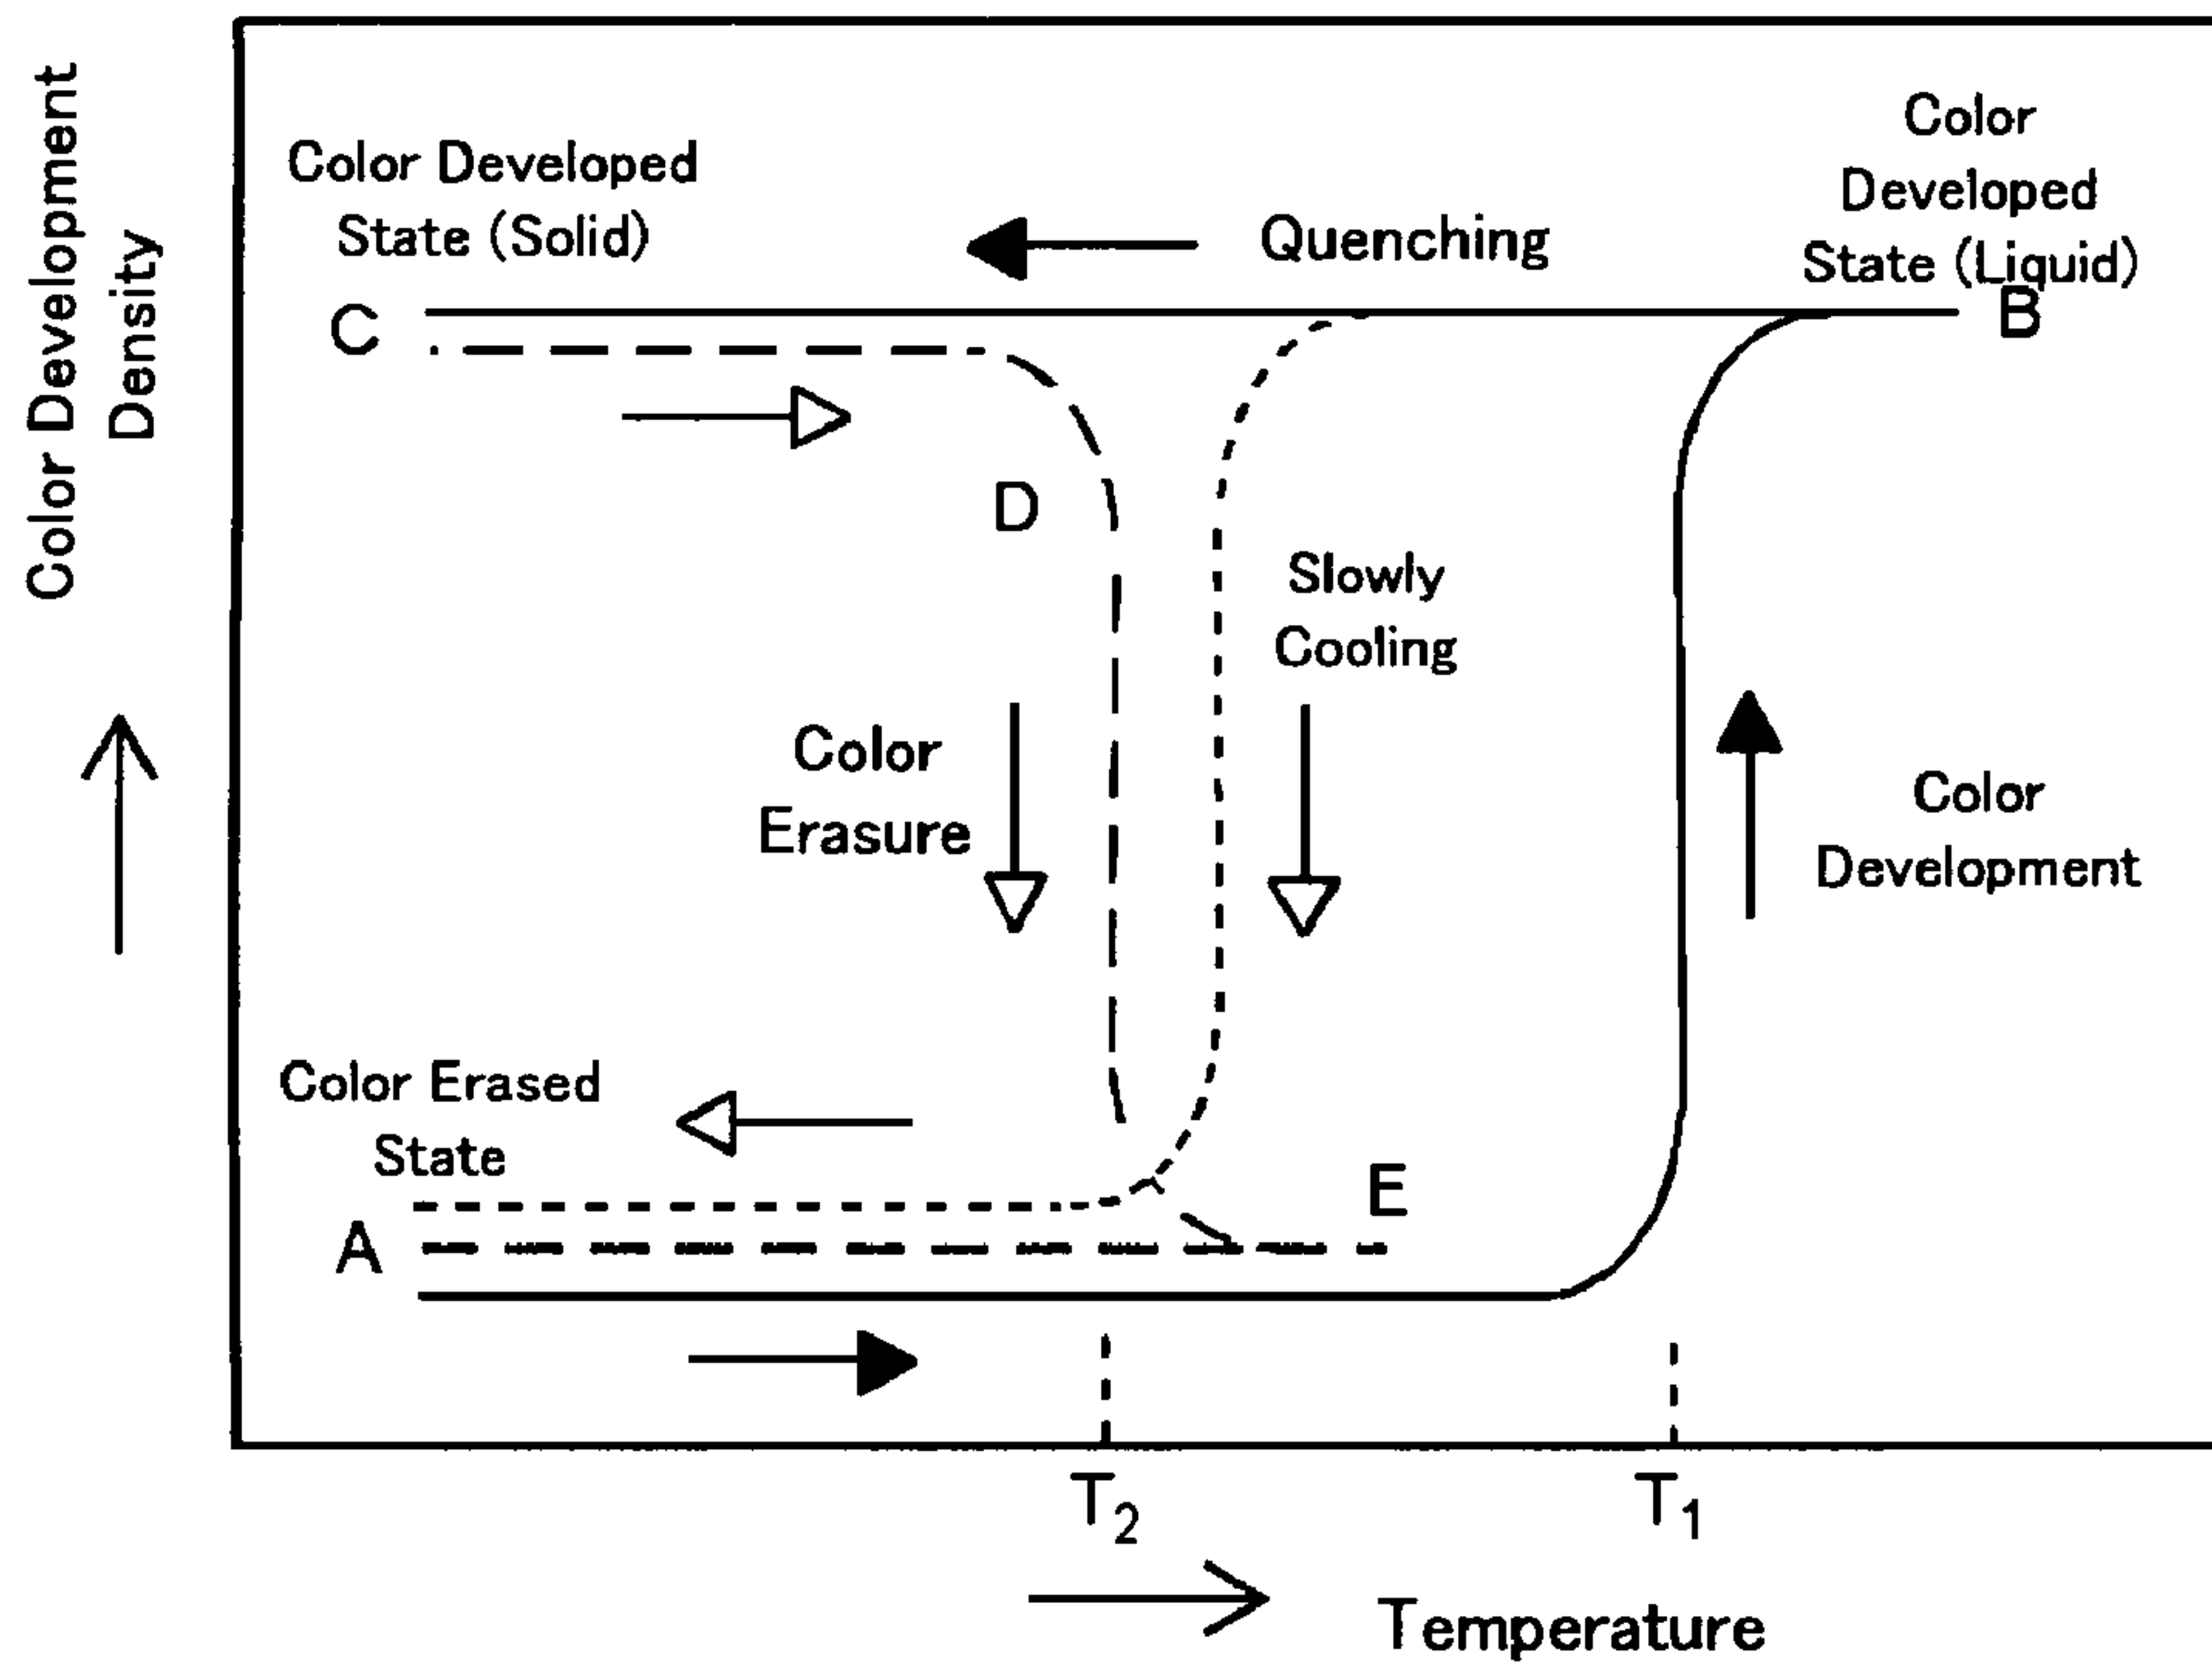 Color Development
Density
Color Developed
State (Solid)
Quenching
Color
Developed
State (Liquid)
C
B
D
Slowly
Cooling
Color
Erasure
Color
Development
Color Erased
State
E
A
T2
T1
Temperature